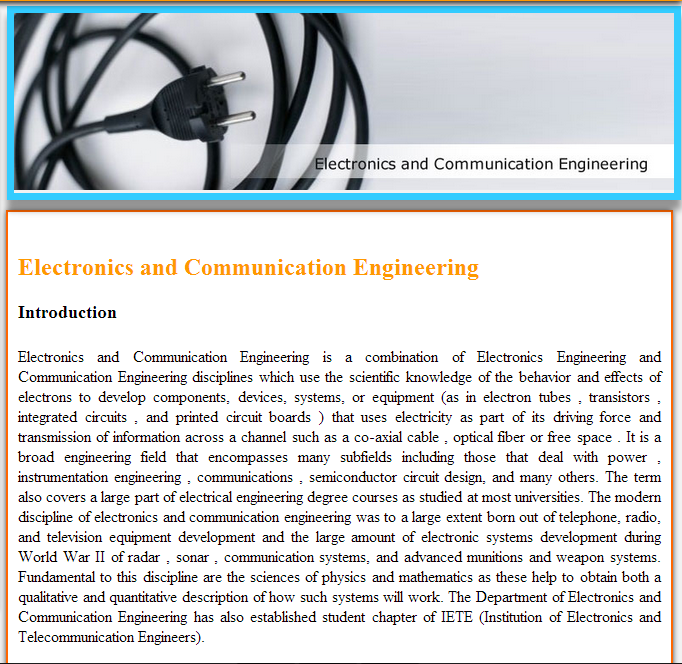 Electronics and Communication Engineering
Electronics and Communication Engineering
Introduction
Electronics and Communication Engineering is a combination of Electronics Engineering and
Communication Engineering disciplines which use the scientific knowledge of the behavior and effects of
electrons to develop components, devices, systems, or equipment (as in electron tubes , transistors ,
integrated circuits , and printed circuit boards ) that uses electricity as part of its driving force and
transmission of information across a channel such as a co-axial cable , optical fiber or free space . It is a
broad engineering field that encompasses many subfields including those that deal with power ,
instrumentation engineering , communications , semiconductor circuit design, and many others. The term
also covers a large part of electrical engineering degree courses as studied at most universities. The modern
discipline of electronics and communication engineering was to a large extent born out of telephone, radio,
and television equipment development and the large amount of electronic systems development during
World War II of radar , sonar , communication systems, and advanced munitions and weapon systems.
Fundamental to this discipline are the sciences of physics and mathematics as these help to obtain both a
qualitative and quantitative description of how such systems will work. The Department of Electronics and
Communication Engineering has also established student chapter of IETE (Institution of Electronics and
Telecommunication Engineers).